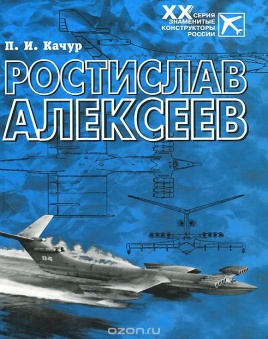 XX
СЕРИЯ
ЗНАМЕНИТЫЕ
КОНСТРУКТОРЫ
РОССИИ
П. И. Качур
РОСТИСЛАВ
АЛЕКСЕЕВ
ozon.ru